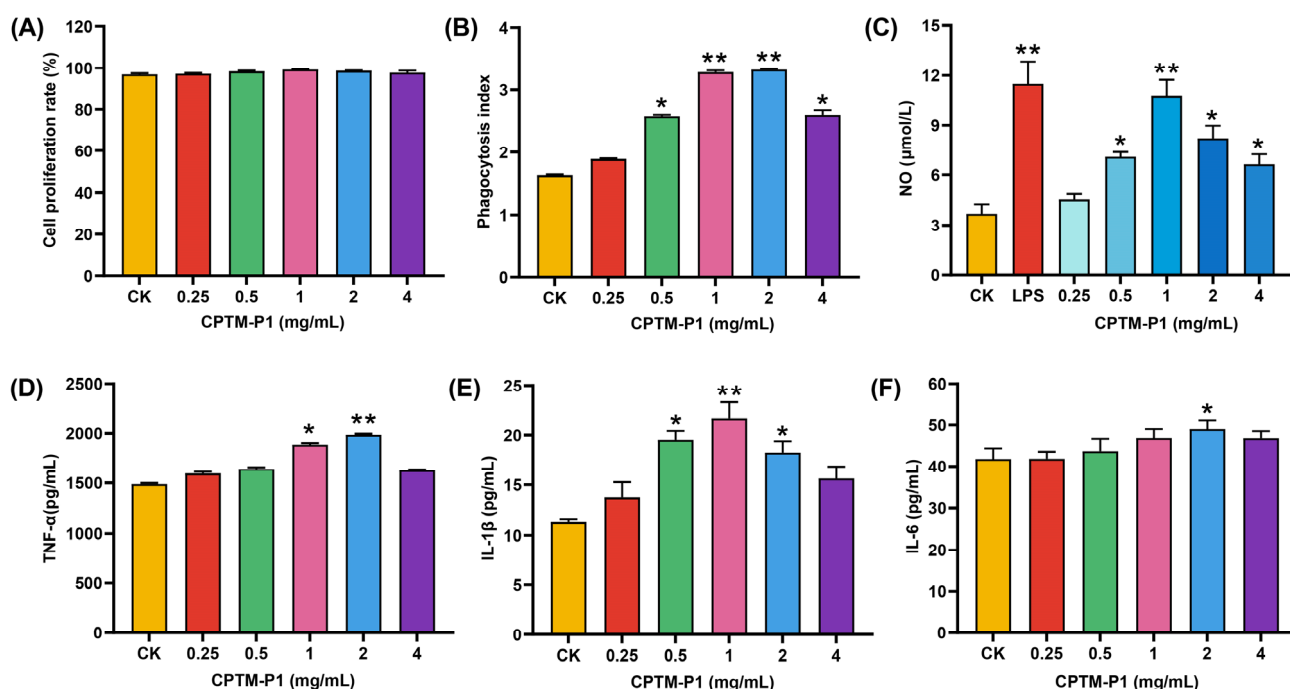 (A)
Cell proliferation rate (%)
120
100
80
60
40
20
0
CK 0.25 0.5 1 2 4
CPTM-P1 (mg/mL)
(B)
Phagocytosis index
4
3
2
1
0
* ** ** *
CK 0.25 0.5 1 2 4
CPTM-P1 (mg/mL)
(C)
NO (μmol/L)
15
12
9
6
3
0
** * ** * *
CK LPS 0.25 0.5 1 2 4
CPTM-P1 (mg/mL)
(D)
TNF-α(pg/mL)
2500
2000
1500
1000
500
0
* **
CK 0.25 0.5 1 2 4
CPTM-P1 (mg/mL)
(E)
IL-1β (pg/mL)
25
20
15
10
5
0
* ** *
CK 0.25 0.5 1 2 4
CPTM-P1 (mg/mL)
(F)
IL-6 (pg/mL)
60
50
40
30
20
10
0
*
CK 0.25 0.5 1 2 4
CPTM-P1 (mg/mL)